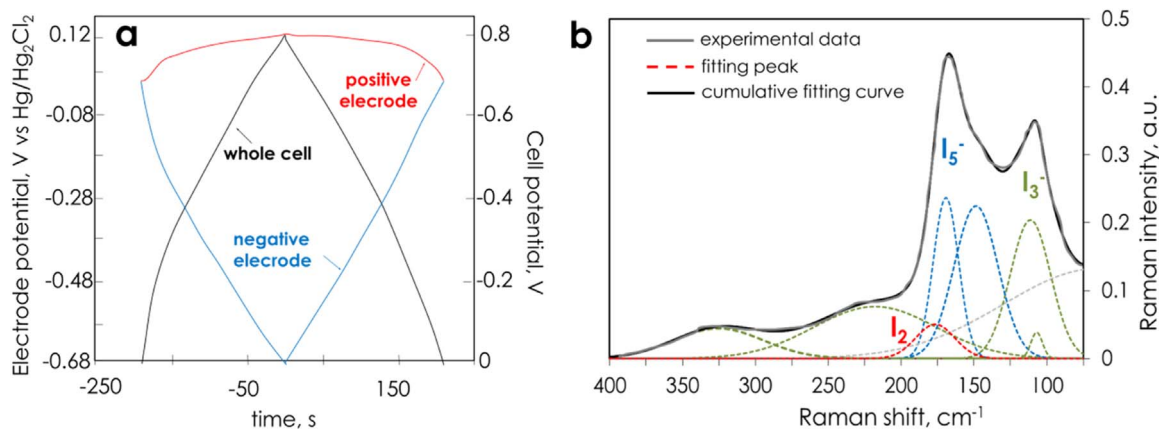 a
Electrode potential, V vs Hg/Hg2Cl2
0.12
-0.08
-0.28
-0.48
-0.68
0.8
0.6
0.4
0.2
0
Cell potential, V
positive
elecrode
whole cell
negative
elecrode
-250
-50
150
time, s
b
experimental data
fitting peak
cumulative fitting curve
I5-
I3-
I2
0.5
0.4
0.3
0.2
0.1
0
Raman intensity, a.u.
400
350
300
250
200
150
100
Raman shift, cm-1